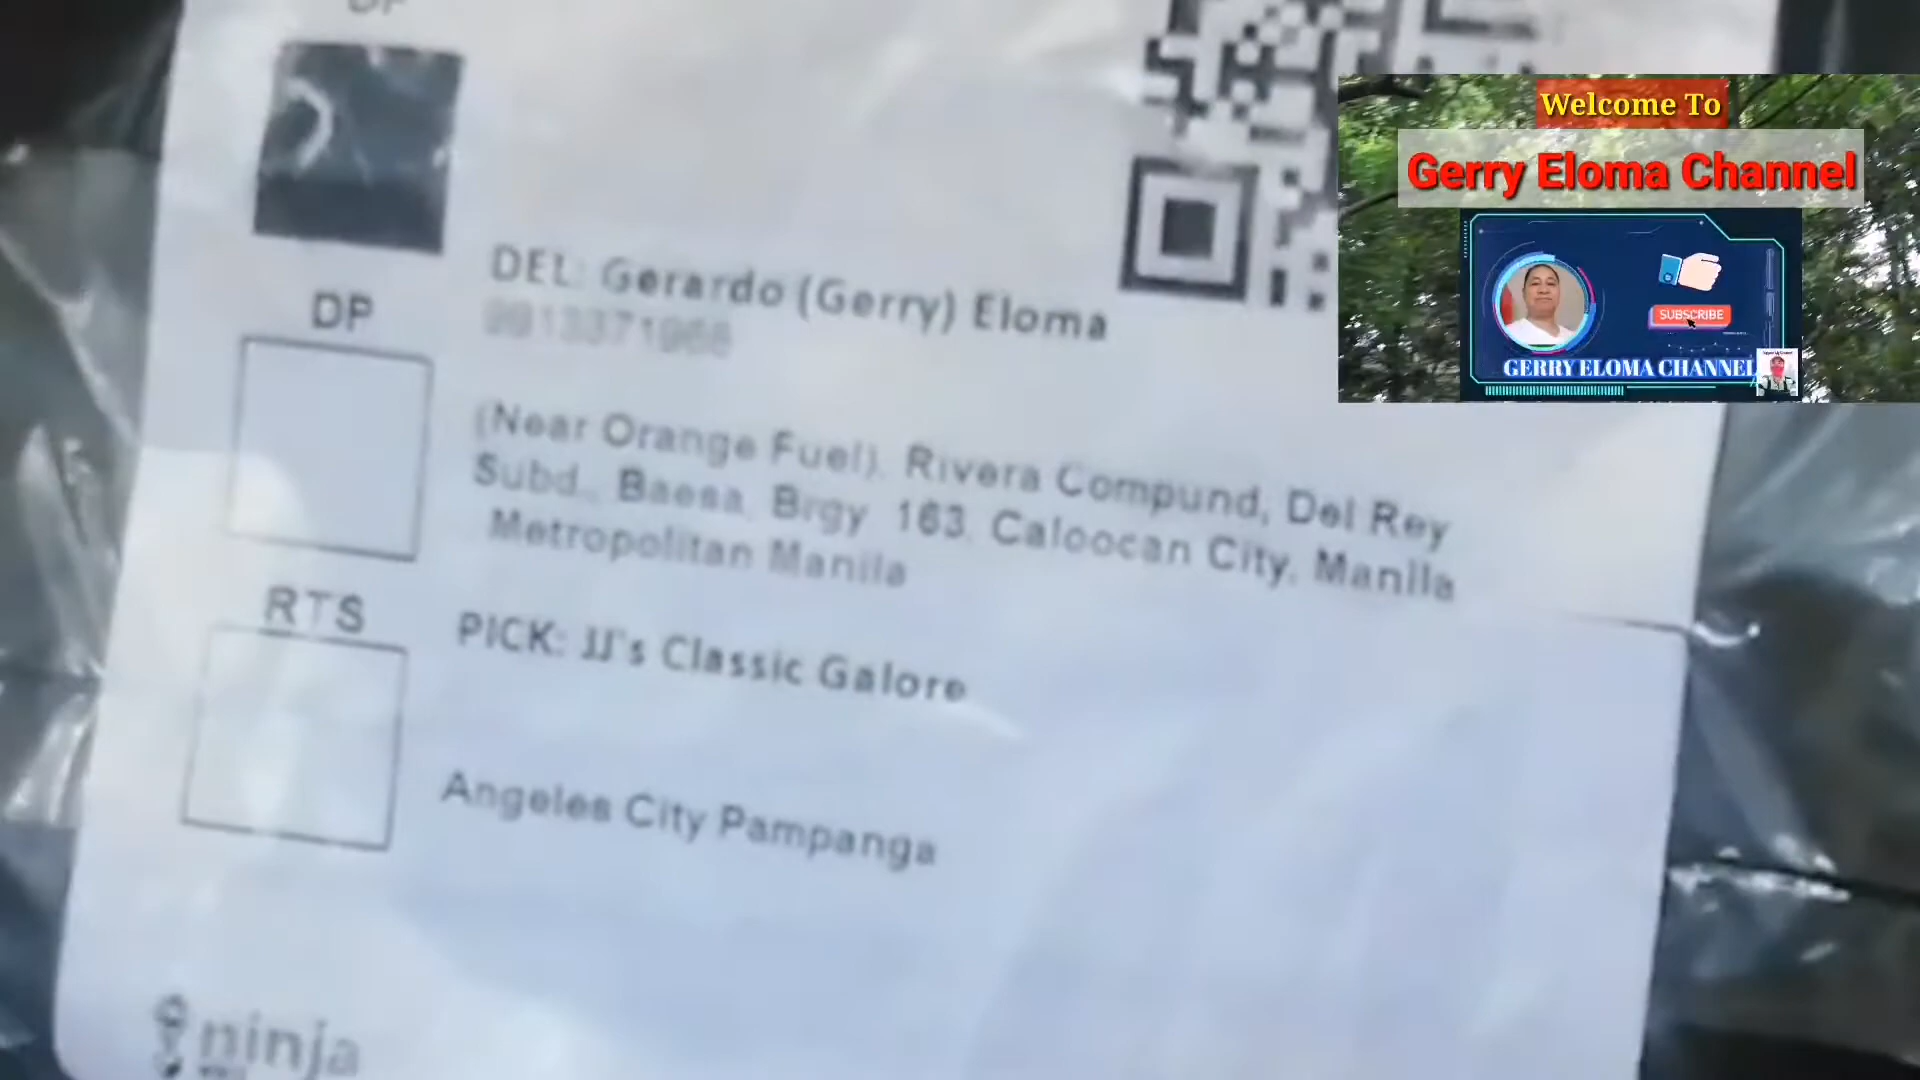 DP
DEL: Gerardo (Gerry) Eloma
DP
(Near Orange Fuel), Rivera Compund, Del Rey
Subd., Baesa, Brgy 163, Caloocan City, Manila
Metropolitan Manila
RTS
PICK: JJ's Classic Galore
Angeles City Pampanga
ninja
Welcome To
Gerry Eloma Channel
SUBSCRIBE
GERRY ELOMA CHANNEL